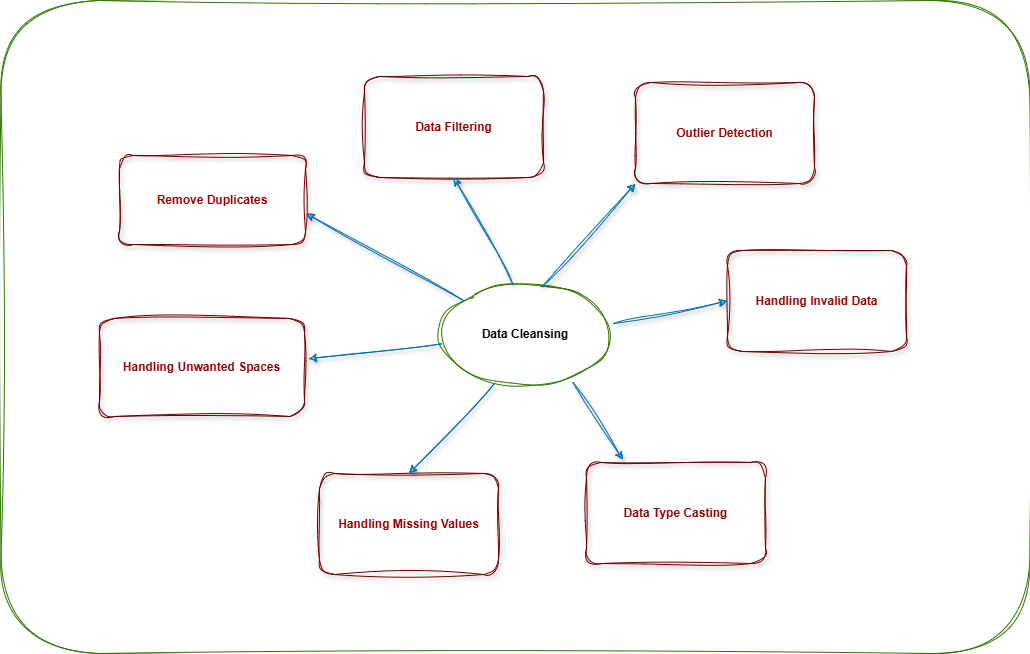 Data Filtering
Outlier Detection
Remove Duplicates
Handling Invalid Data
Data Cleansing
Handling Unwanted Spaces
Data Type Casting
Handling Missing Values